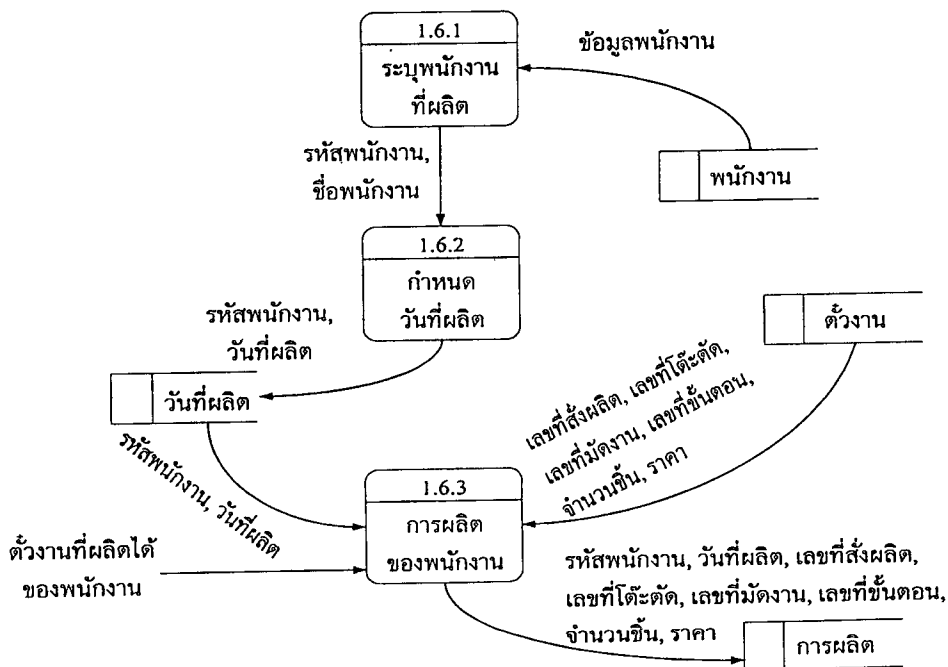 1.6.1
ระบุพนักงาน
ที่ผลิต
ข้อมูลพนักงาน
รหัสพนักงาน,
ชื่อพนักงาน
พนักงาน
1.6.2
กำหนด
วันที่ผลิต
รหัสพนักงาน,
วันที่ผลิต
ตั๋วงาน
วันที่ผลิต
เลขที่สั่งผลิต, เลขที่โต๊ะตัด,
เลขที่มัดงาน, เลขที่ขั้นตอน,
จำนวนชิ้น, ราคา
รหัสพนักงาน, วันที่ผลิต
1.6.3
การผลิต
ของพนักงาน
ตั๋วงานที่ผลิตได้
ของพนักงาน
รหัสพนักงาน, วันที่ผลิต, เลขที่สั่งผลิต,
เลขที่โต๊ะตัด, เลขที่มัดงาน, เลขที่ขั้นตอน,
จำนวนชิ้น, ราคา
การผลิต